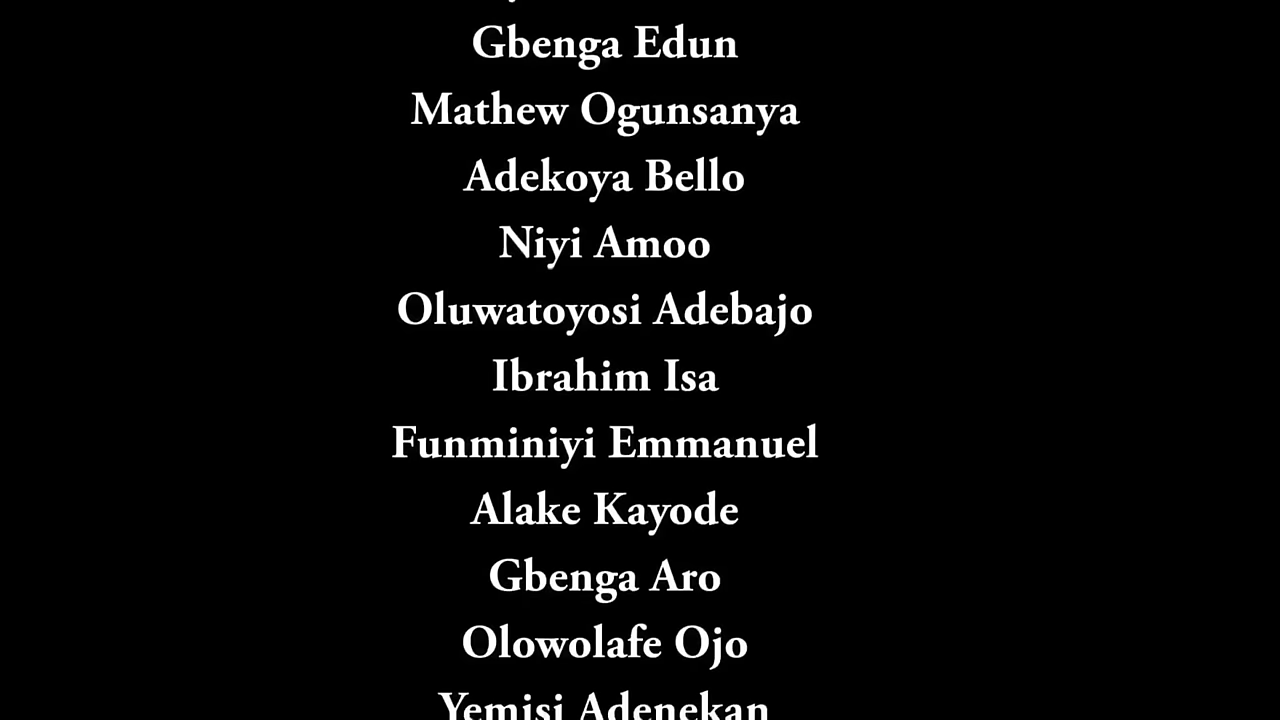 Gbenga Edun
Mathew Ogunsanya
Adekoya Bello
Niyi Amoo
Oluwatoyosi Adebajo
Ibrahim Isa
Funminiyi Emmanuel
Alake Kayode
Gbenga Aro
Olowolafe Ojo
Yemisi Adenekan